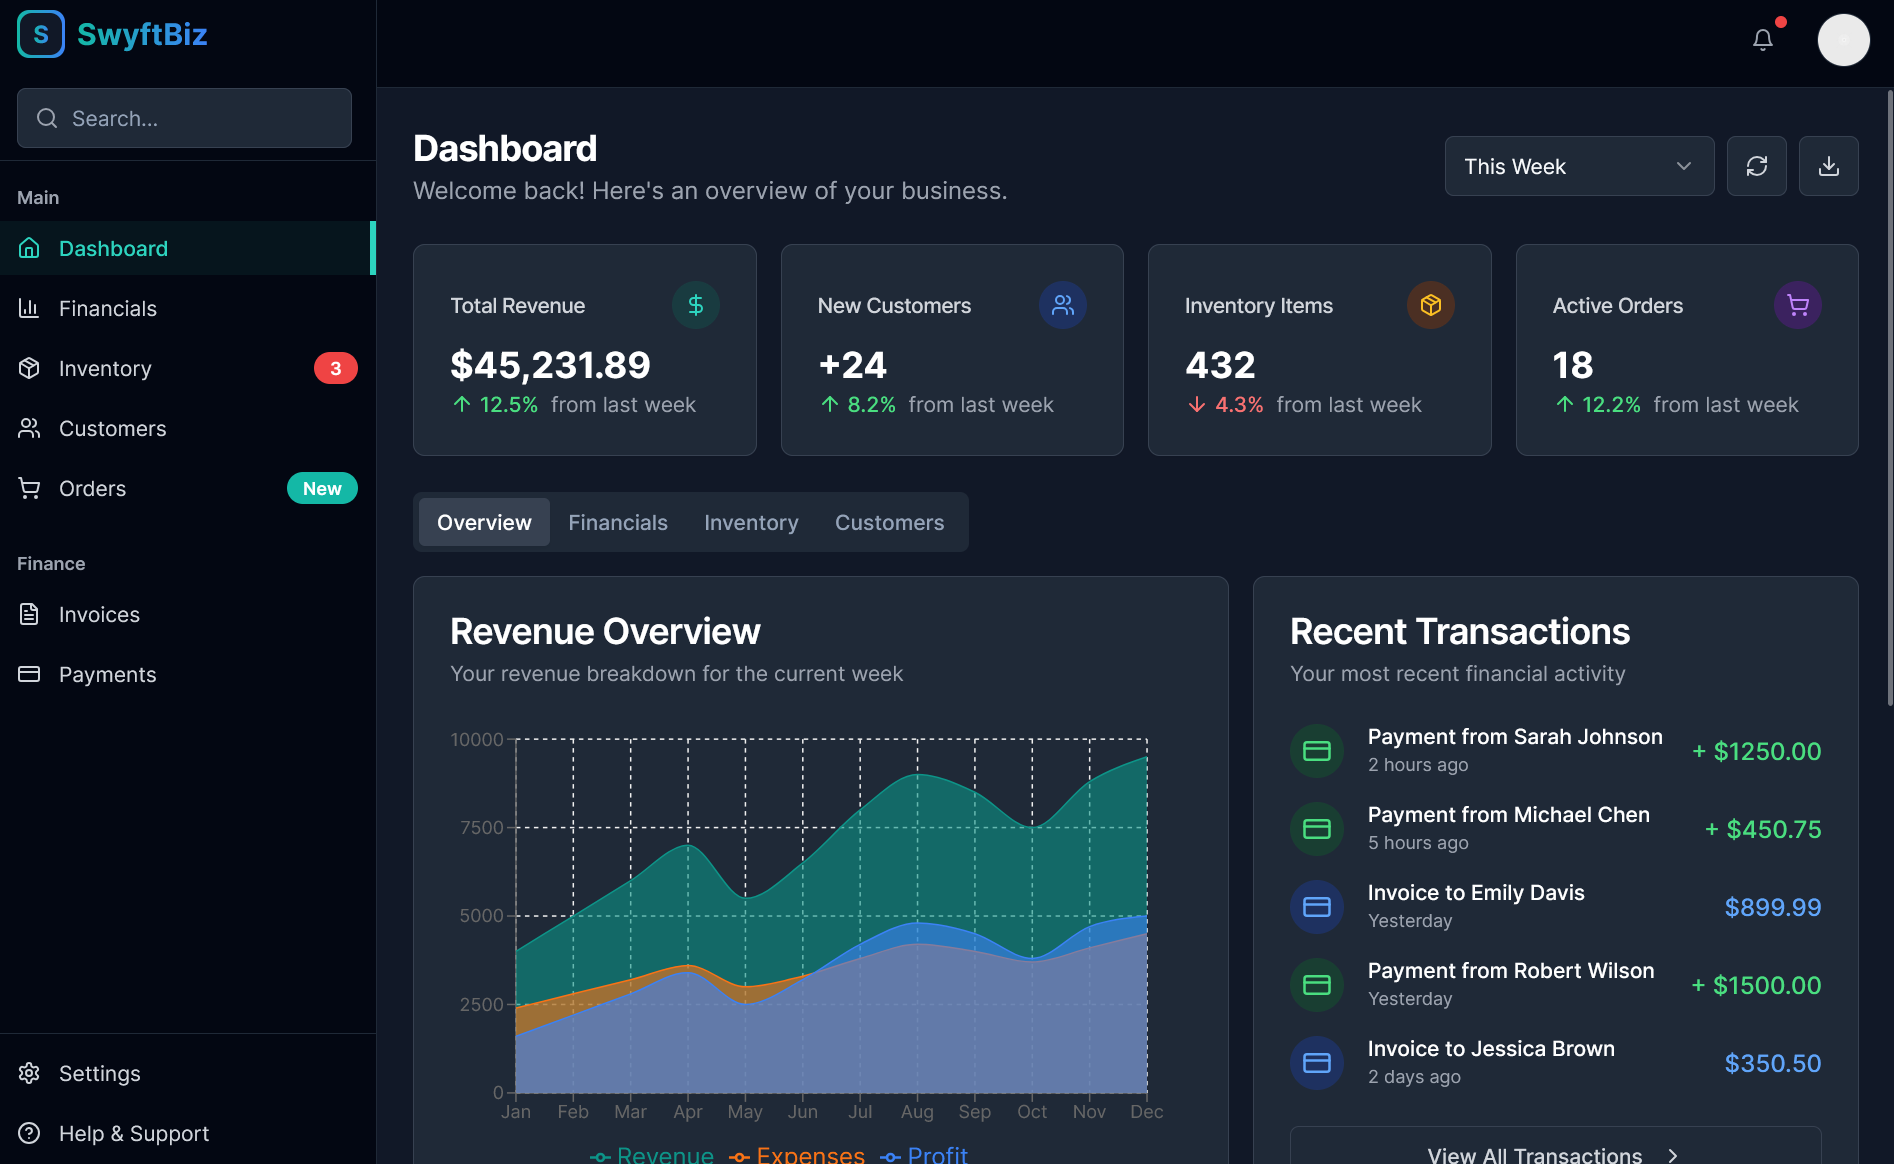 S
SwyftBiz
Search...
Main
Dashboard
Financials
Inventory
3
Customers
Orders
New
Finance
Invoices
Payments
Settings
Help & Support
Dashboard
Welcome back! Here's an overview of your business.
This Week
Total Revenue
$45,231.89
12.5% from last week
New Customers
+24
8.2% from last week
Inventory Items
432
4.3% from last week
Active Orders
18
12.2% from last week
Overview
Financials
Inventory
Customers
Revenue Overview
Your revenue breakdown for the current week
10000
7500
5000
2500
0
Jan Feb Mar Apr May Jun Jul Aug Sep Oct Nov Dec
Revenue Expenses Profit
Recent Transactions
Your most recent financial activity
Payment from Sarah Johnson
2 hours ago
+ $1250.00
Payment from Michael Chen
5 hours ago
+ $450.75
Invoice to Emily Davis
Yesterday
$899.99
Payment from Robert Wilson
Yesterday
+ $1500.00
Invoice to Jessica Brown
2 days ago
$350.50
View All Transactions